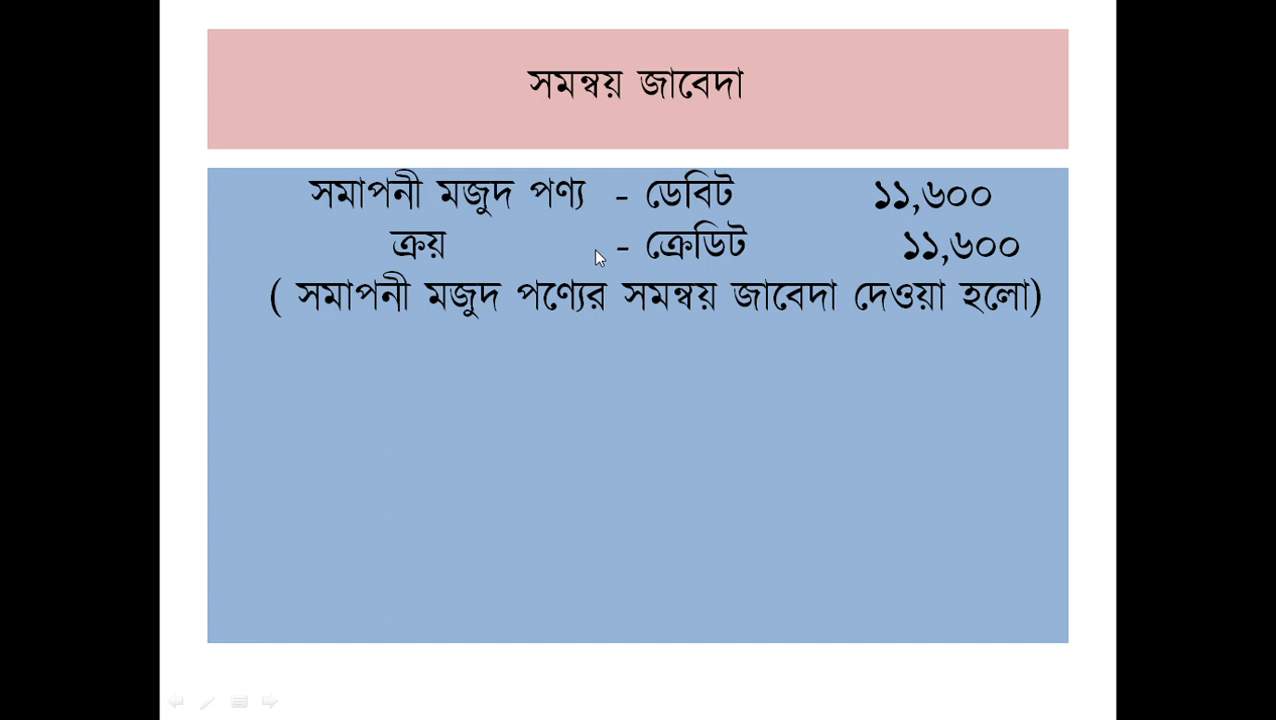 সমন্বয় জাবেদা
সমাপনী মজুদ পণ্য - ডেবিট ১১,৬০০
ক্রয় - ক্রেডিট ১১,৬০০
( সমাপনী মজুদ পণ্যের সমন্বয় জাবেদা দেওয়া হলো)